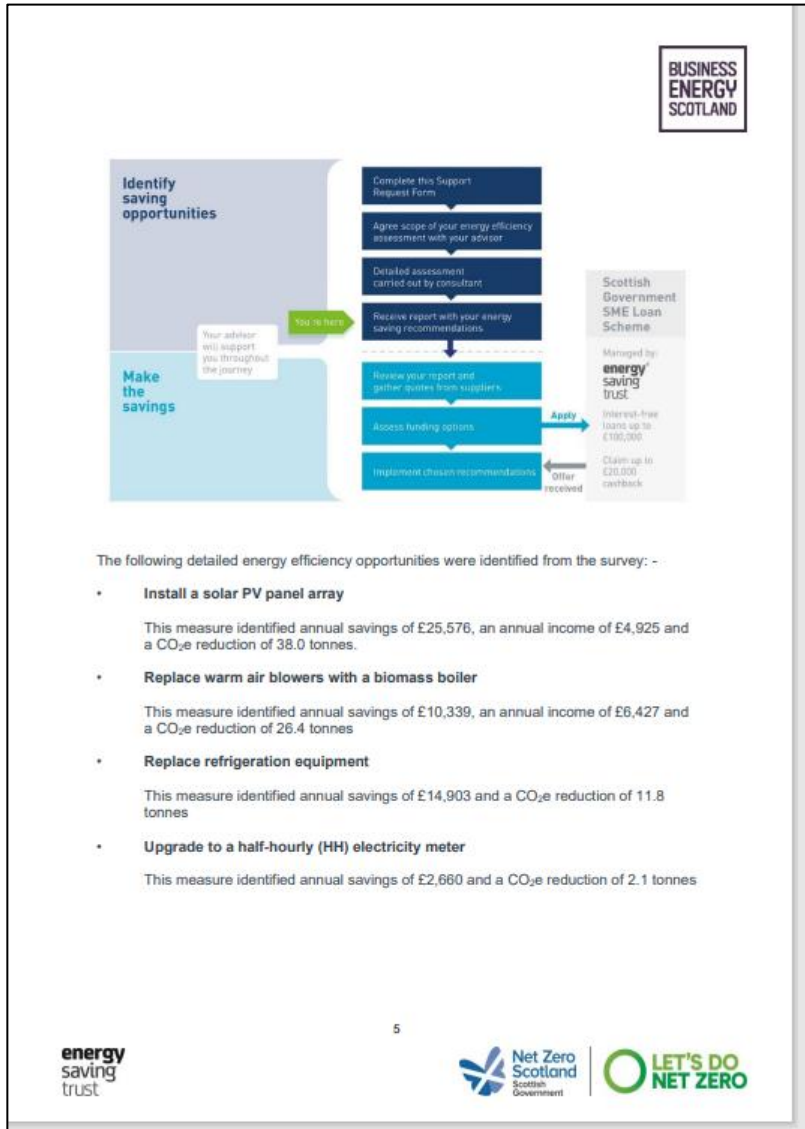 BUSINESS
ENERGY
SCOTLAND
Identify
saving
opportunities
Complete this Support
Request Form
Agree scope of your energy efficiency
assessment with your advisor
Detailed assessment
carried out by consultant
You're here
Receive report with your energy
saving recommendations
Your advisor
will support
you throughout
the journey
Make
the
savings
Review your report and
gather quotes from suppliers
Assess funding options
Implement chosen recommendations
Apply
Offer
received
Scottish
Government
SME Loan
Scheme
Managed by:
energy
saving
trust
Interest-free
loans up to
£100,000
Claim up to
£20,000
cashback
The following detailed energy efficiency opportunities were identified from the survey: -
• Install a solar PV panel array
This measure identified annual savings of £25,576, an annual income of £4,925 and
a CO₂e reduction of 38.0 tonnes.
• Replace warm air blowers with a biomass boiler
This measure identified annual savings of £10,339, an annual income of £6,427 and
a CO₂e reduction of 26.4 tonnes
• Replace refrigeration equipment
This measure identified annual savings of £14,903 and a CO₂e reduction of 11.8
tonnes
• Upgrade to a half-hourly (HH) electricity meter
This measure identified annual savings of £2,660 and a CO₂e reduction of 2.1 tonnes
5
energy
saving
trust
Net Zero
Scotland
Scottish
Government
LET'S DO
NET ZERO